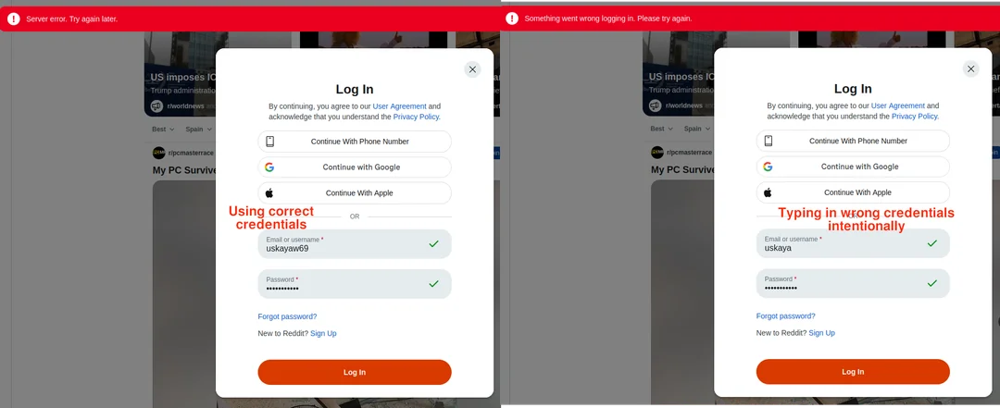 Server error. Try again later.
US imposes IC
Trump administratio
r/worldnews and
Best
Spain
r/pcmasterrace
My PC Survive
Log In
By continuing, you agree to our User Agreement and
acknowledge that you understand the Privacy Policy.
Continue With Phone Number
Continue with Google
Continue With Apple
OR
Using correct
credentials
Email or username *
uskayaw69
Password *
•••••••••••
Forgot password?
New to Reddit? Sign Up
Log In
Something went wrong logging in. Please try again.
US imposes IC
Trump administratio
r/worldnews and
Best
Spain
r/pcmasterrace
My PC Survive
Log In
By continuing, you agree to our User Agreement and
acknowledge that you understand the Privacy Policy.
Continue With Phone Number
Continue with Google
Continue With Apple
Typing in wrong credentials
intentionally
Email or username *
uskaya
Password *
•••••••••••
Forgot password?
New to Reddit? Sign Up
Log In